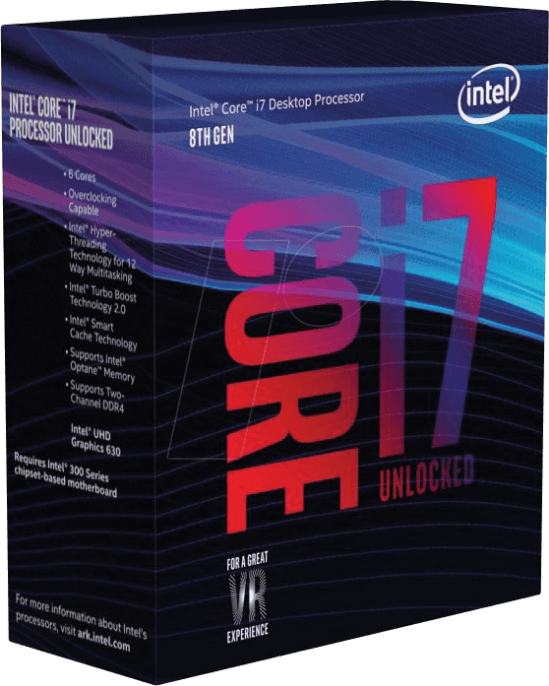 INTEL® CORE™ i7
PROCESSOR UNLOCKED
• 6 Cores
• Overclocking
Capable
• Intel® Hyper-
Threading
Technology for 12
Way Multitasking
• Intel® Turbo Boost
Technology 2.0
• Intel® Smart
Cache Technology
• Supports Intel®
Optane™ Memory
• Supports Two-
Channel DDR4
Intel® UHD
Graphics 630
Requires Intel® 300 Series
chipset-based motherboard
For more information about Intel's
processors, visit ark.intel.com
Intel® Core™ i7 Desktop Processor
8TH GEN
intel®
CORE
i7
UNLOCKED
FOR A GREAT
VR
EXPERIENCE